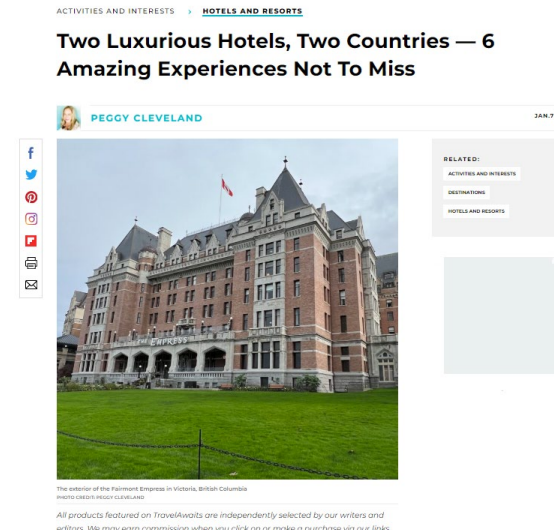 ACTIVITIES AND INTERESTS > HOTELS AND RESORTS
Two Luxurious Hotels, Two Countries — 6
Amazing Experiences Not To Miss
PEGGY CLEVELAND
JAN.7
RELATED:
ACTIVITIES AND INTERESTS
DESTINATIONS
HOTELS AND RESORTS
THE EMPRESS
The exterior of the Fairmont Empress in Victoria, British Columbia
PHOTO CREDIT: PEGGY CLEVELAND
All products featured on TravelAwaits are independently selected by our writers and
editors. We may earn commission when you click on or make a purchase via our links.